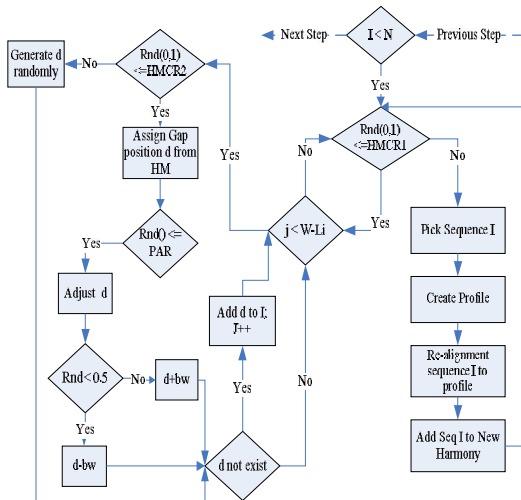 Next Step
I<N
Previous Step
Yes
Generate d
randomly
No
Rnd(0,1)
<=HMCR2
Yes
Assign Gap
position d from
HM
Rnd() <=
PAR
Yes
Adjust d
Rnd<0.5
No
d+bw
Yes
d-bw
Yes
No
Rnd(0,1)
<=HMCR1
Yes
No
j<W-Li
Add d to I;
J++
Yes
No
d not exist
Pick Sequence I
Create Profile
Re-alignment
sequence I to
profile
Add Seq I to New
Harmony